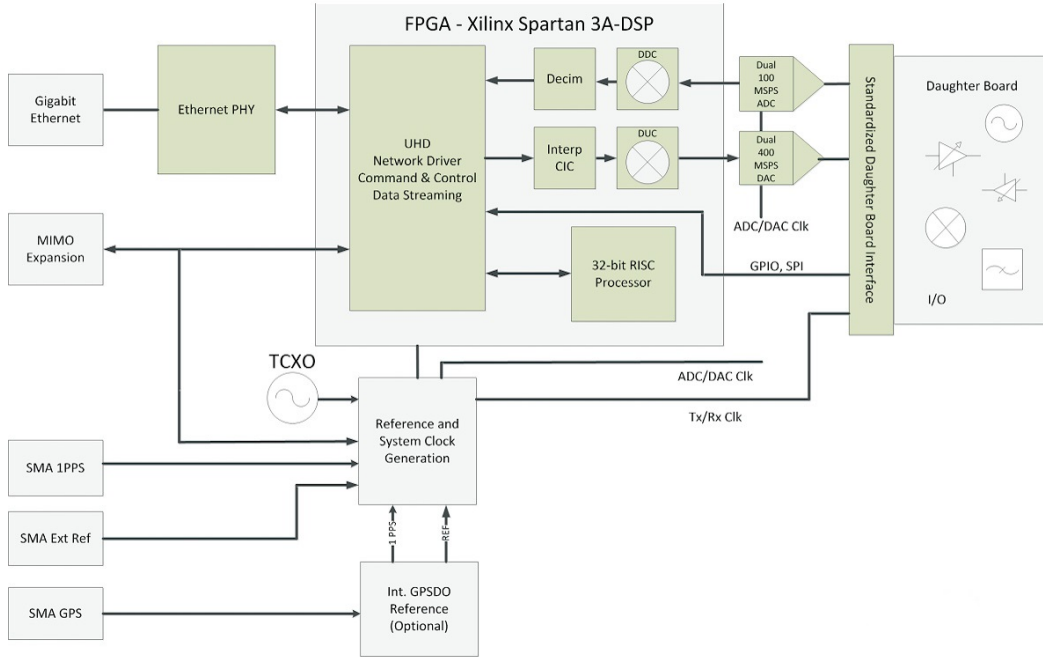 FPGA - Xilinx Spartan 3A-DSP
Gigabit
Ethernet
Ethernet PHY
UHD
Network Driver
Command & Control
Data Streaming
Decim
DDC
Dual
100
MSPS
ADC
Interp
CIC
DUC
Dual
400
MSPS
DAC
ADC/DAC Clk
Standardized Daughter Board Interface
Daughter Board
I/O
MIMO
Expansion
32-bit RISC
Processor
GPIO, SPI
TCXO
ADC/DAC Clk
Tx/Rx Clk
Reference and
System Clock
Generation
SMA 1PPS
SMA Ext Ref
1 PPS
REF
Int. GPSDO
Reference
(Optional)
SMA GPS